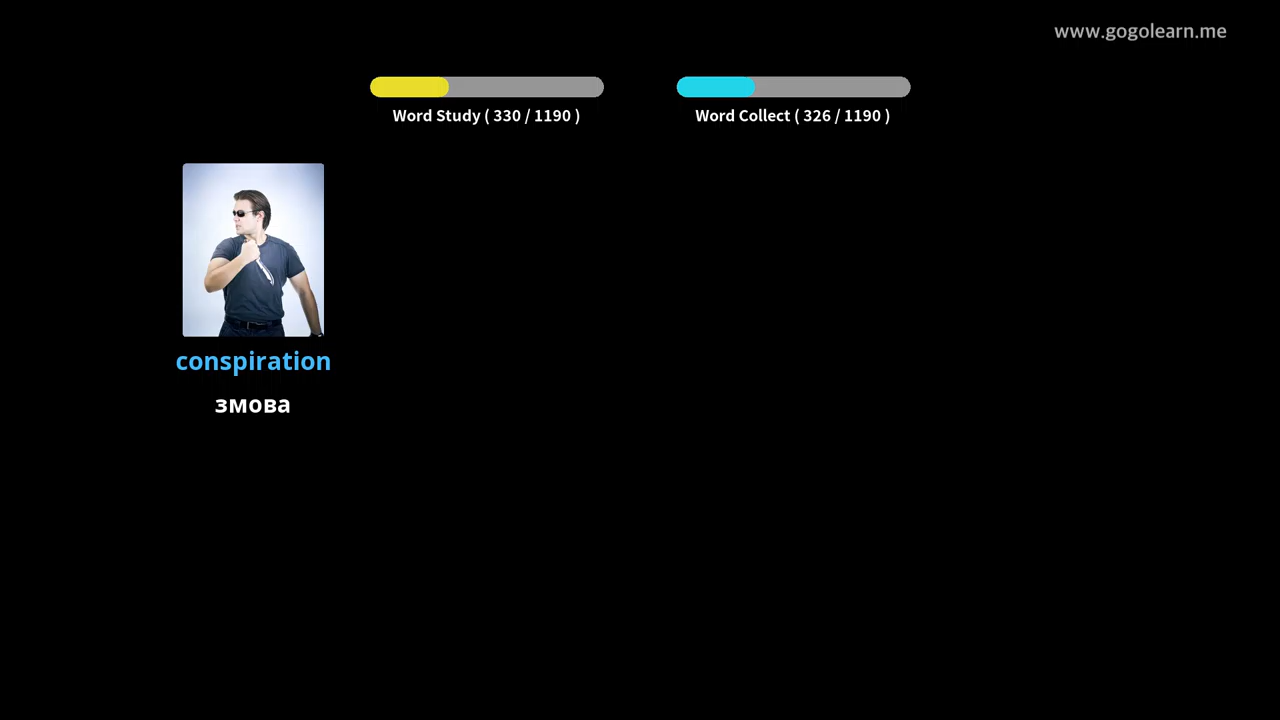 www.gogolearn.me
Word Study ( 330 / 1190 )
Word Collect ( 326 / 1190 )
conspiration
змова